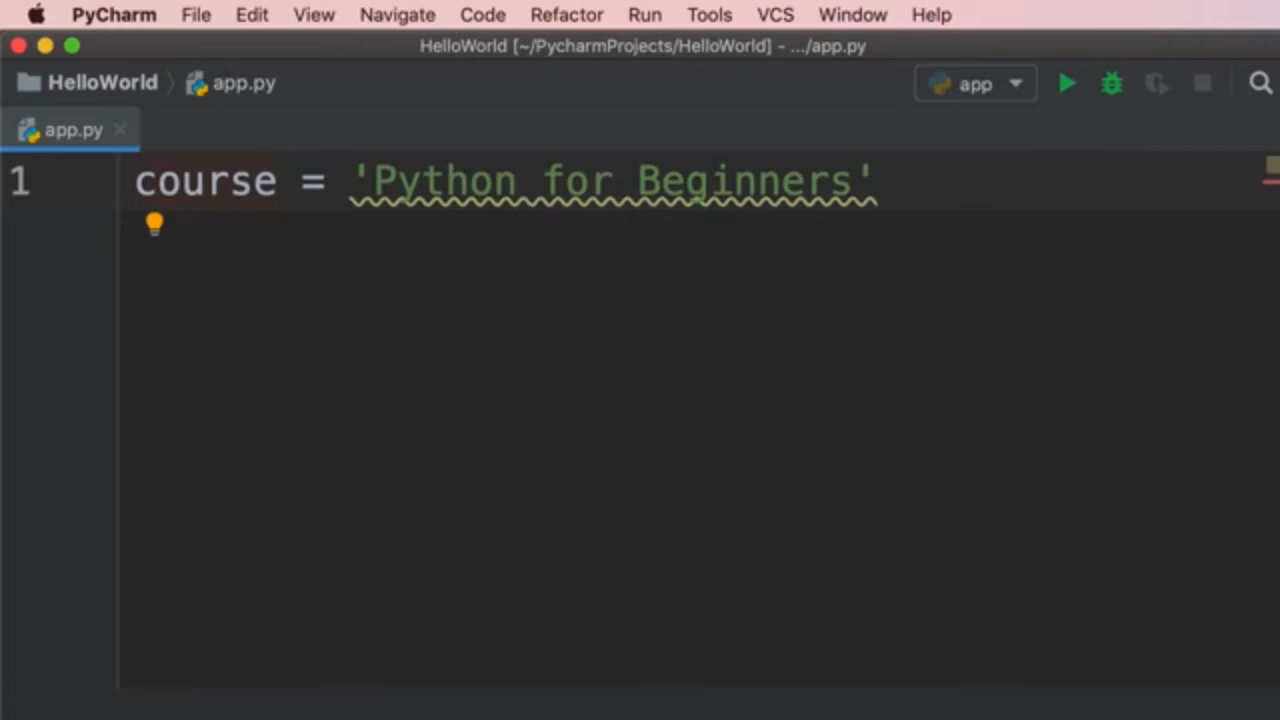 PyCharm File Edit View Navigate Code Refactor Run Tools VCS Window Help
HelloWorld [~/PycharmProjects/HelloWorld] - .../app.py
HelloWorld app.py app
app.py
1 course = 'Python for Beginners'